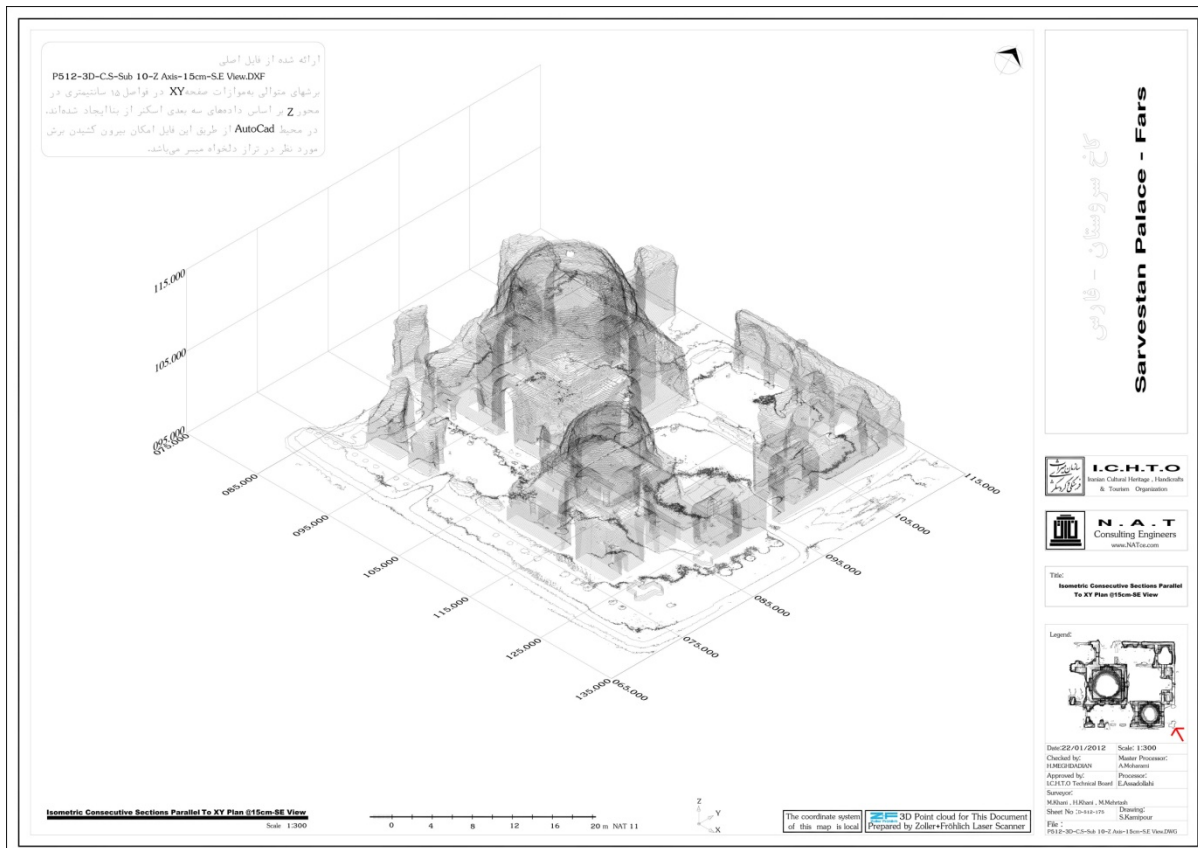 ارائه شده از فایل اصلی
P512-3D-C.S-Sub 10-Z Axis-15cm-S.E View.DXF
برشهای متوالی به‌موازات صفحه XY در فواصل ۱۵ سانتیمتری در
محور Z بر اساس داده‌های سه بعدی اسکنر از بنا ایجاد شده‌اند.
در محیط AutoCad از طریق این فایل امکان بیرون کشیدن برش
مورد نظر در تراز دلخواه میسر می‌باشد.
115.000
105.000
095.000
075.000
085.000
095.000
105.000
115.000
125.000
135.000
065.000
075.000
085.000
095.000
105.000
115.000
کاخ سروستان - فارس
Sarvestan Palace - Fars
I.C.H.T.O
Iranian Cultural Heritage , Handicrafts
& Tourism Organization
N.A.T
Consulting Engineers
www.NATce.com
Title:
Isometric Consecutive Sections Parallel
To XY Plan @15cm-SE View
Legend:
Date:22/01/2012 Scale: 1:300
Checked by: Master Processor:
H.MEGHDADIAN A.Moharami
Approved by: Processor:
I.C.H.T.O Technical Board E.Assadollahi
Surveyor:
M.Khani , H.Khani , M.Mehrtash
Sheet No :D-512-175 Drawing:
S.Karnipour
File :
P512-3D-C.S-Sub 10-Z Axis-15cm-S.E View.DWG
Isometric Consecutive Sections Parallel To XY Plan @15cm-SE View
Scale 1:300
0 4 8 12 16 20 m NAT 11
Z
Y
X
The coordinate system
of this map is local
ZF 3D Point cloud for This Document
Prepared by Zoller+Fröhlich Laser Scanner